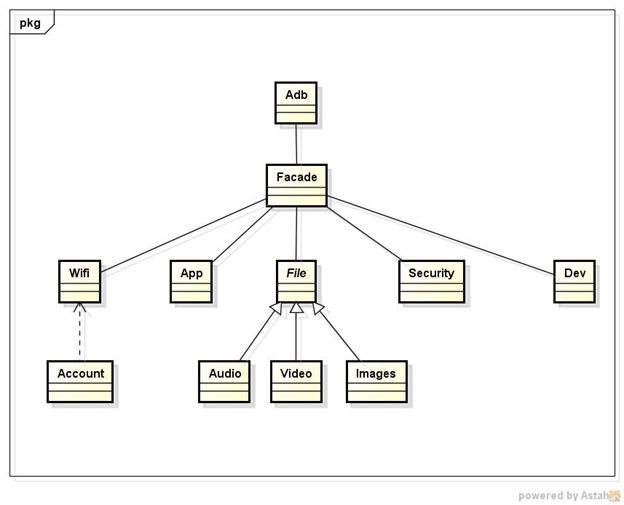 pkg
Adb
Facade
Wifi
App
File
Security
Dev
Account
Audio
Video
Images
powered by Astah